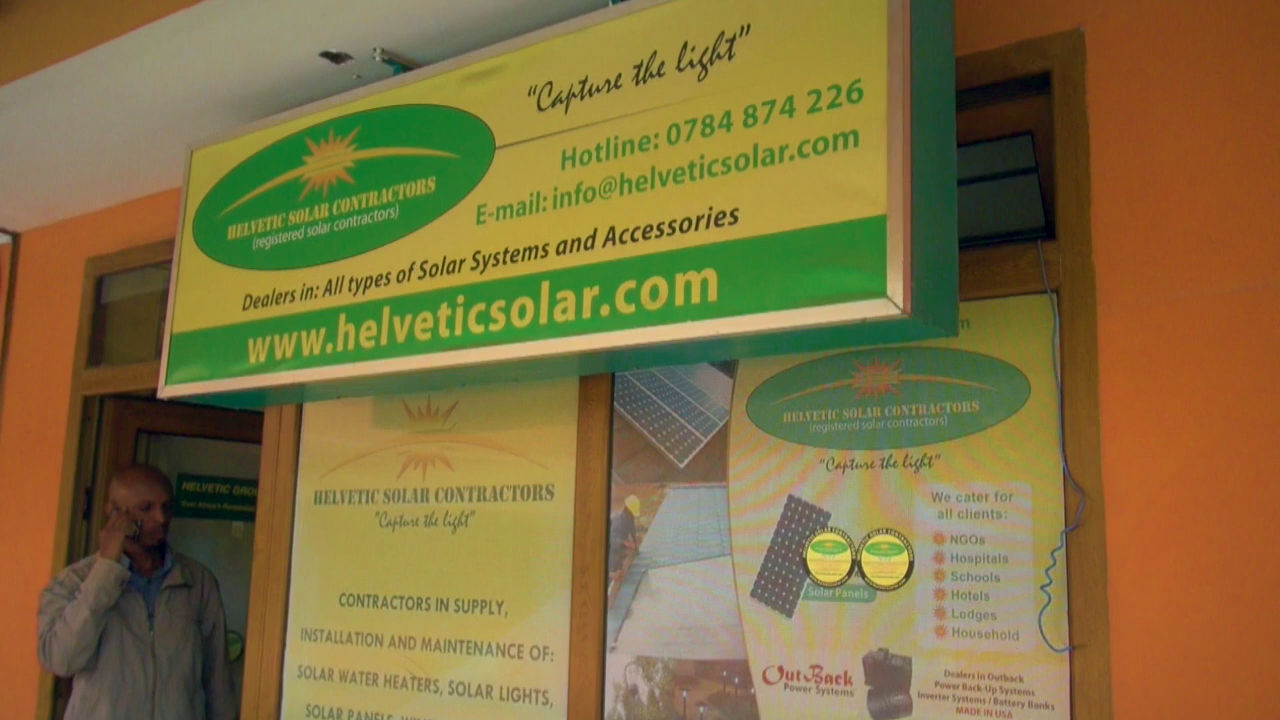 "Capture the light"
Hotline: 0784 874 226
E-mail: info@helveticsolar.com
HELVETIC SOLAR CONTRACTORS
(registered solar contractors)
Dealers in: All types of Solar Systems and Accessories
www.helveticsolar.com
HELVETIC
HELVETIC SOLAR CONTRACTORS
"Capture the light"
CONTRACTORS IN SUPPLY,
INSTALLATION AND MAINTENANCE OF:
SOLAR WATER HEATERS, SOLAR LIGHTS,
SOLAR PANELS,
HELVETIC SOLAR CONTRACTORS
(registered solar contractors)
"Capture the light"
We cater for
all clients:
NGOs
Hospitals
Schools
Hotels
Lodges
Household
Solar Panels
OutBack
Power Systems
Dealers in Outback
Power Back-Up Systems
Inverter Systems / Battery Banks
MADE IN USA